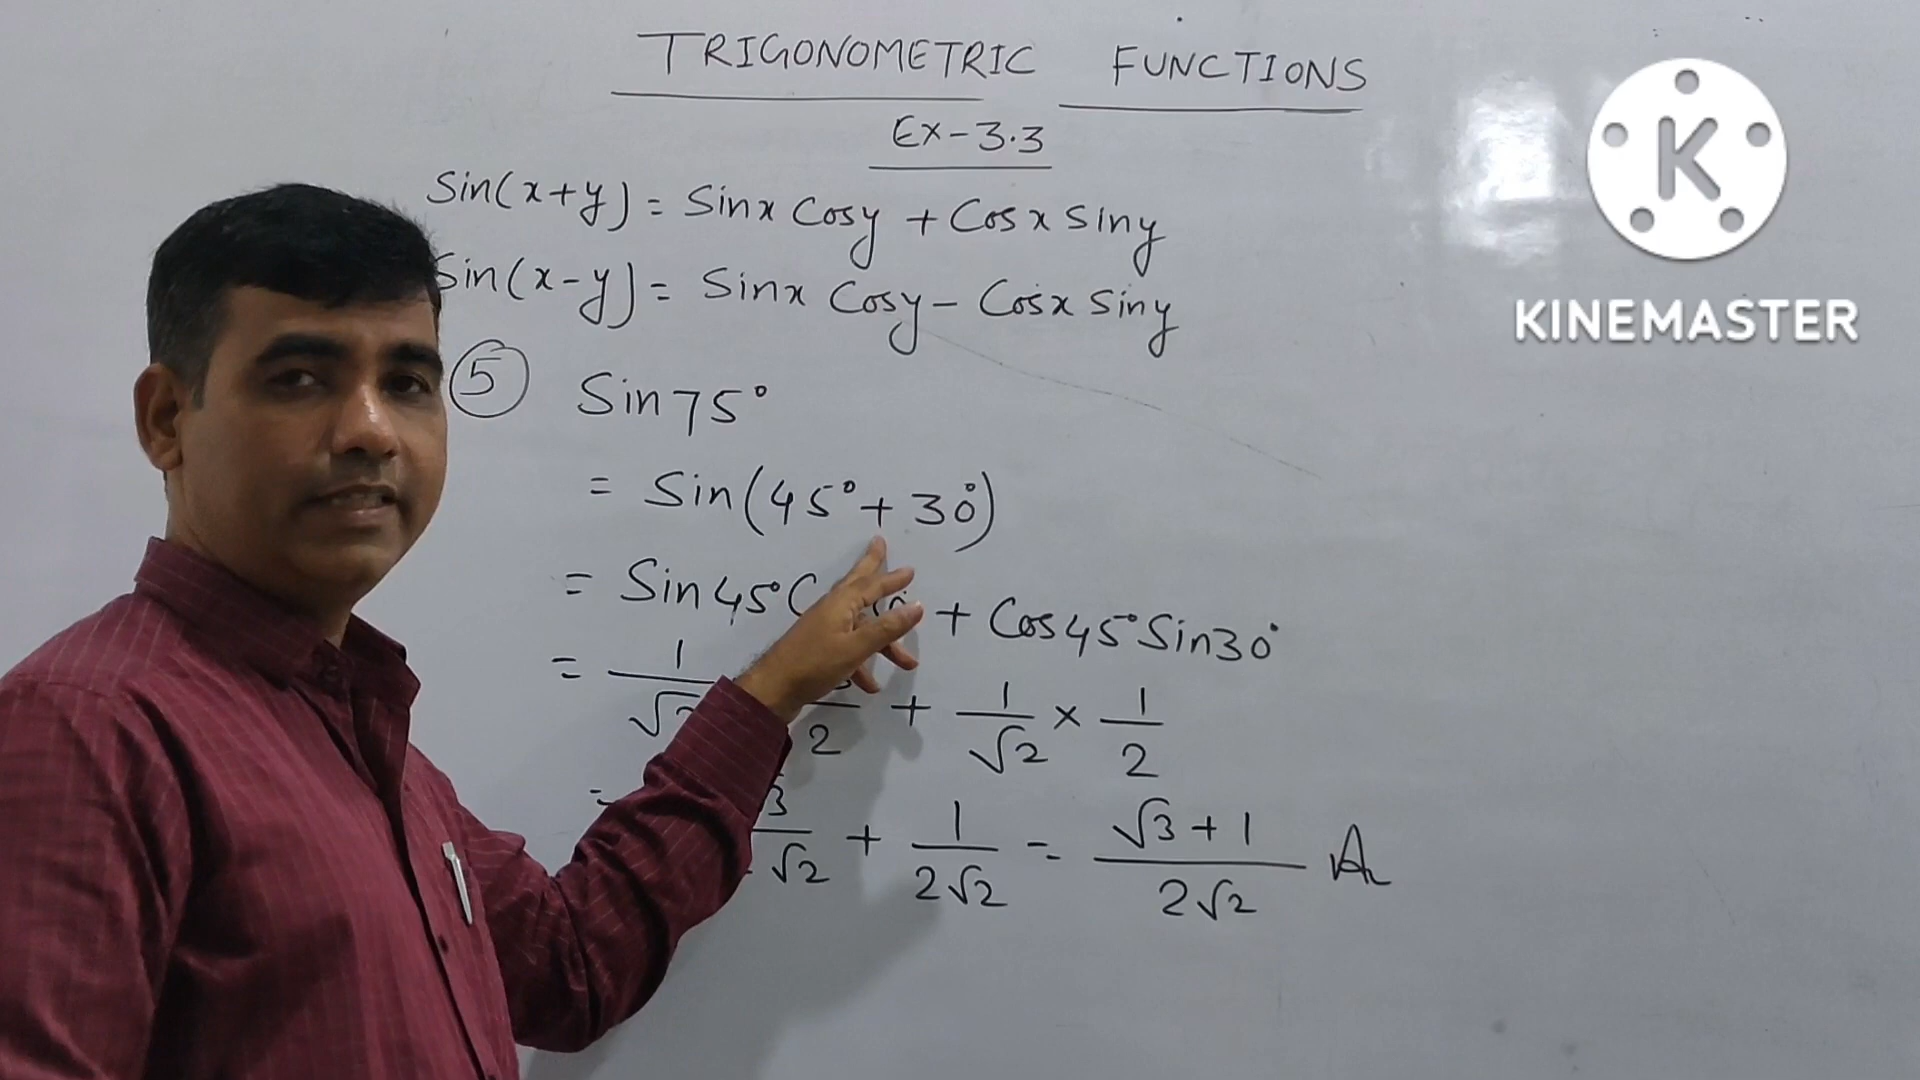 TRIGONOMETRIC FUNCTIONS
Ex-3.3
K
KINEMASTER
Sin(x+y) = Sinx Cosy + Cosx Siny
Sin(x-y) = Sinx Cosy - Cosx Siny
5 Sin75°
= Sin(45°+30°)
= Sin45° + Cos45°Sin30°
= 1/√2 2 + 1/√2 × 1/2
= √2 + 1/2√2 = √3+1/2√2